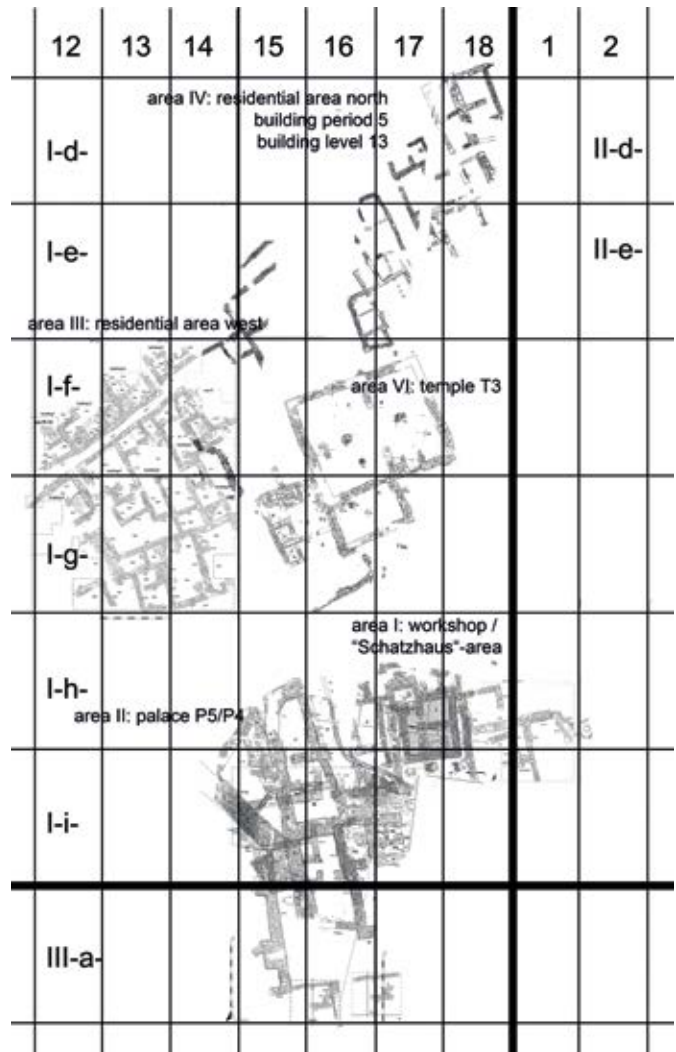 12 13 14 15 16 17 18 1 2
area IV: residential area north
building period 5
building level 13
I-d-
II-d-
I-e-
II-e-
area III: residential area west
I-f-
area VI: temple T3
I-g-
area I: workshop /
"Schatzhaus"-area
I-h-
area II: palace P5/P4
I-i-
III-a-